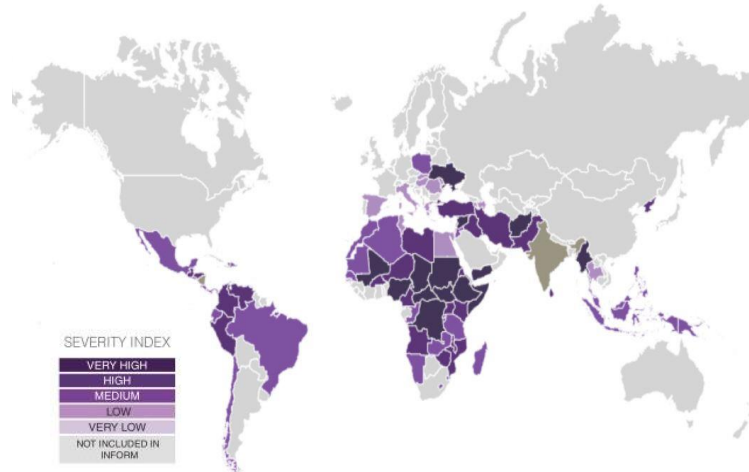 SEVERITY INDEX
VERY HIGH
HIGH
MEDIUM
LOW
VERY LOW
NOT INCLUDED IN
INFORM